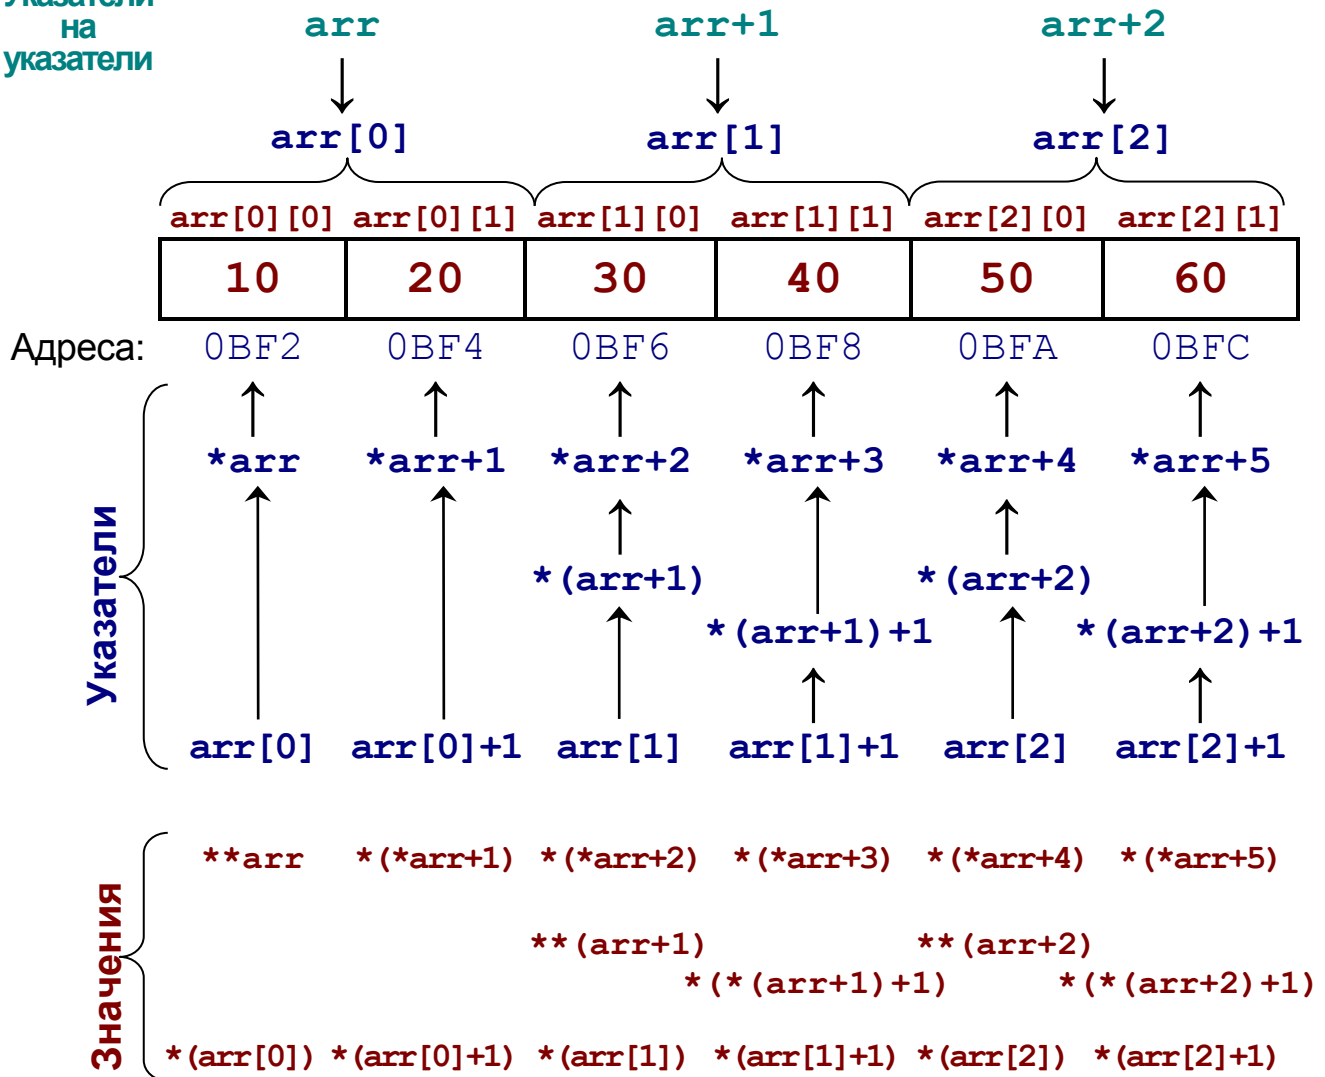 Указатели
на
указатели
arr arr+1 arr+2
arr[0] arr[1] arr[2]
arr[0][0] arr[0][1] arr[1][0] arr[1][1] arr[2][0] arr[2][1]
10 20 30 40 50 60
Адреса: 0BF2 0BF4 0BF6 0BF8 0BFA 0BFC
Указатели
*arr *arr+1 *arr+2 *arr+3 *arr+4 *arr+5
*(arr+1) *(arr+2)
*(arr+1)+1 *(arr+2)+1
arr[0] arr[0]+1 arr[1] arr[1]+1 arr[2] arr[2]+1
Значения
**arr *(*arr+1) *(*arr+2) *(*arr+3) *(*arr+4) *(*arr+5)
**(arr+1) **(arr+2)
*(*(arr+1)+1) *(*(arr+2)+1)
*(arr[0]) *(arr[0]+1) *(arr[1]) *(arr[1]+1) *(arr[2]) *(arr[2]+1)